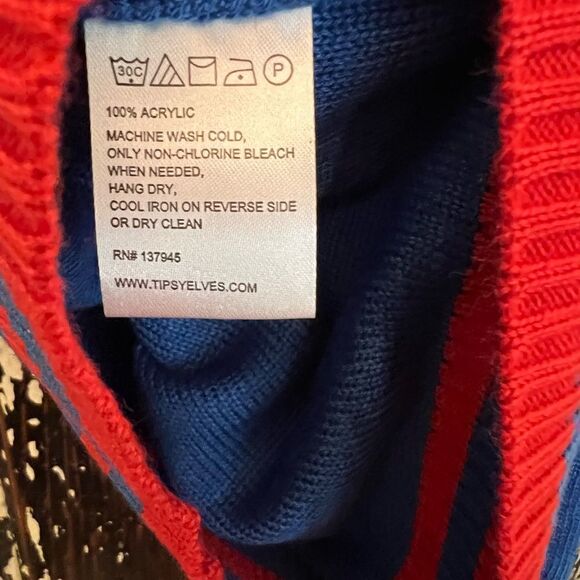 30C P
100% ACRYLIC
MACHINE WASH COLD,
ONLY NON-CHLORINE BLEACH
WHEN NEEDED,
HANG DRY,
COOL IRON ON REVERSE SIDE
OR DRY CLEAN
RN# 137945
WWW.TIPSYELVES.COM